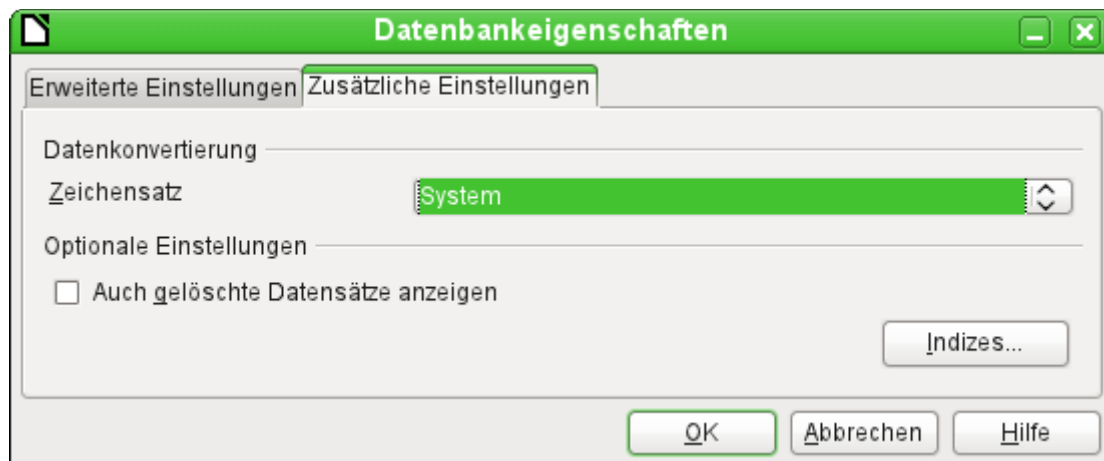 Datenbankeigenschaften
Erweiterte Einstellungen Zusätzliche Einstellungen
Datenkonvertierung
Zeichensatz System
Optionale Einstellungen
Auch gelöschte Datensätze anzeigen
Indizes...
OK Abbrechen Hilfe